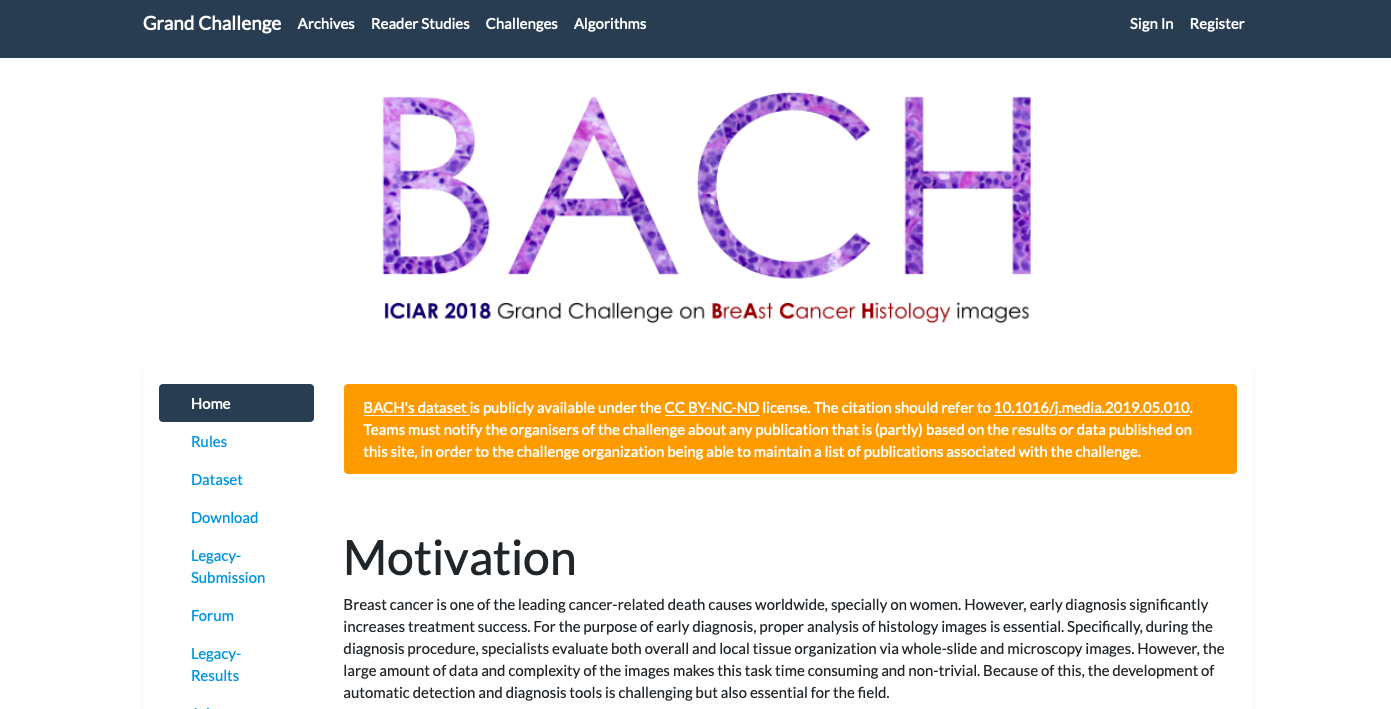 Grand Challenge Archives Reader Studies Challenges Algorithms Sign In Register
BACH
ICIAR 2018 Grand Challenge on BreAst Cancer Histology images
Home
Rules
Dataset
Download
Legacy-
Submission
Forum
Legacy-
Results
BACH's dataset is publicly available under the CC BY-NC-ND license. The citation should refer to 10.1016/j.media.2019.05.010.
Teams must notify the organisers of the challenge about any publication that is (partly) based on the results or data published on
this site, in order to the challenge organization being able to maintain a list of publications associated with the challenge.
Motivation
Breast cancer is one of the leading cancer-related death causes worldwide, specially on women. However, early diagnosis significantly
increases treatment success. For the purpose of early diagnosis, proper analysis of histology images is essential. Specifically, during the
diagnosis procedure, specialists evaluate both overall and local tissue organization via whole-slide and microscopy images. However, the
large amount of data and complexity of the images makes this task time consuming and non-trivial. Because of this, the development of
automatic detection and diagnosis tools is challenging but also essential for the field.